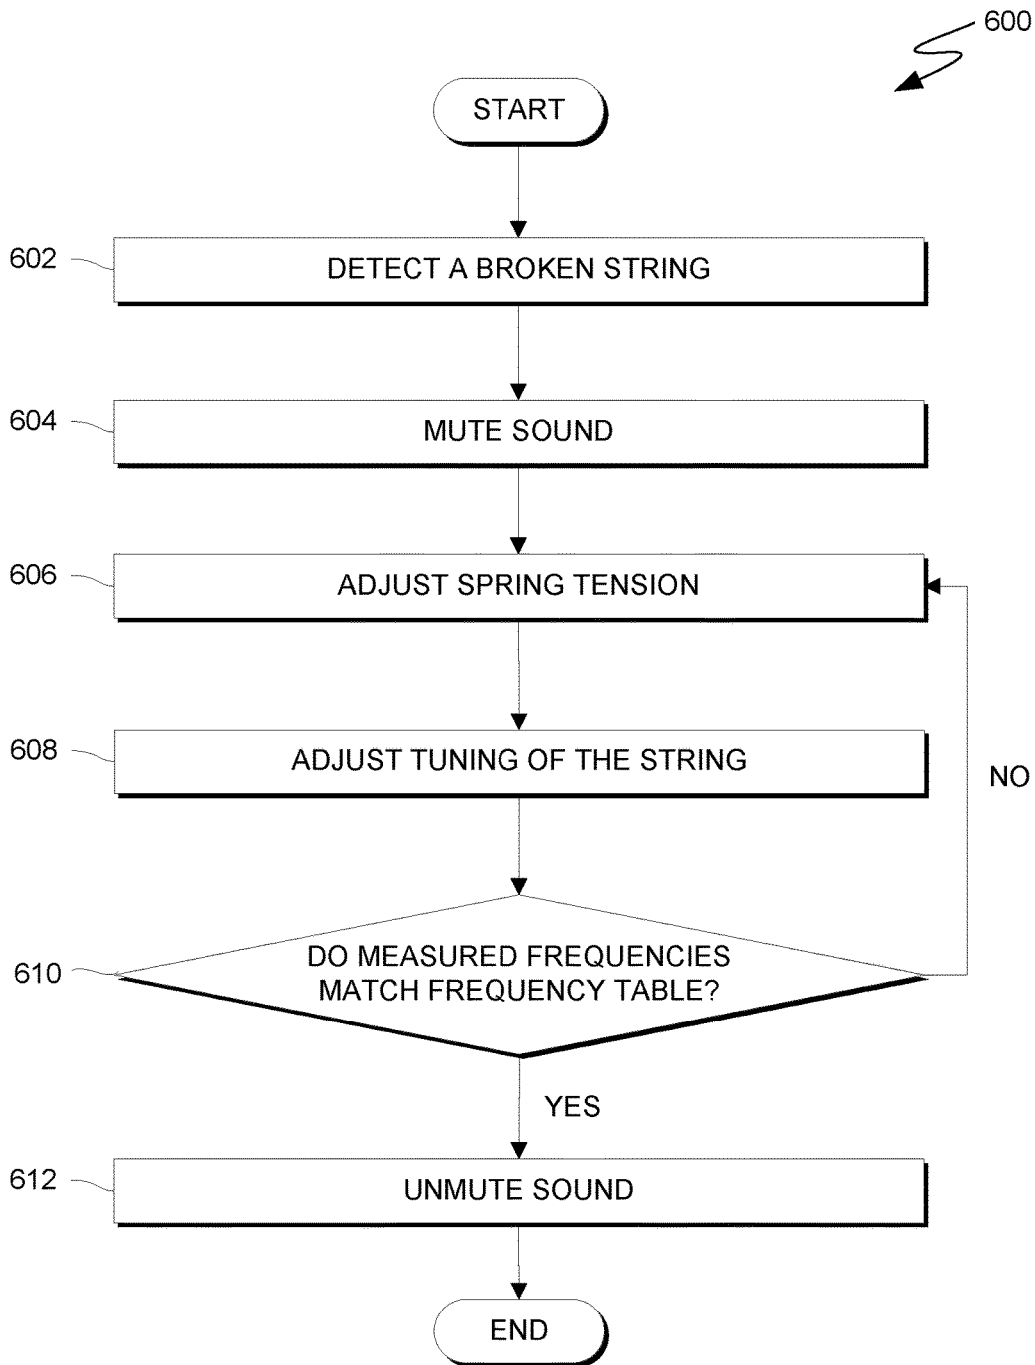 600
START
602
DETECT A BROKEN STRING
604
MUTE SOUND
606
ADJUST SPRING TENSION
608
ADJUST TUNING OF THE STRING
NO
610
DO MEASURED FREQUENCIES
MATCH FREQUENCY TABLE?
YES
612
UNMUTE SOUND
END